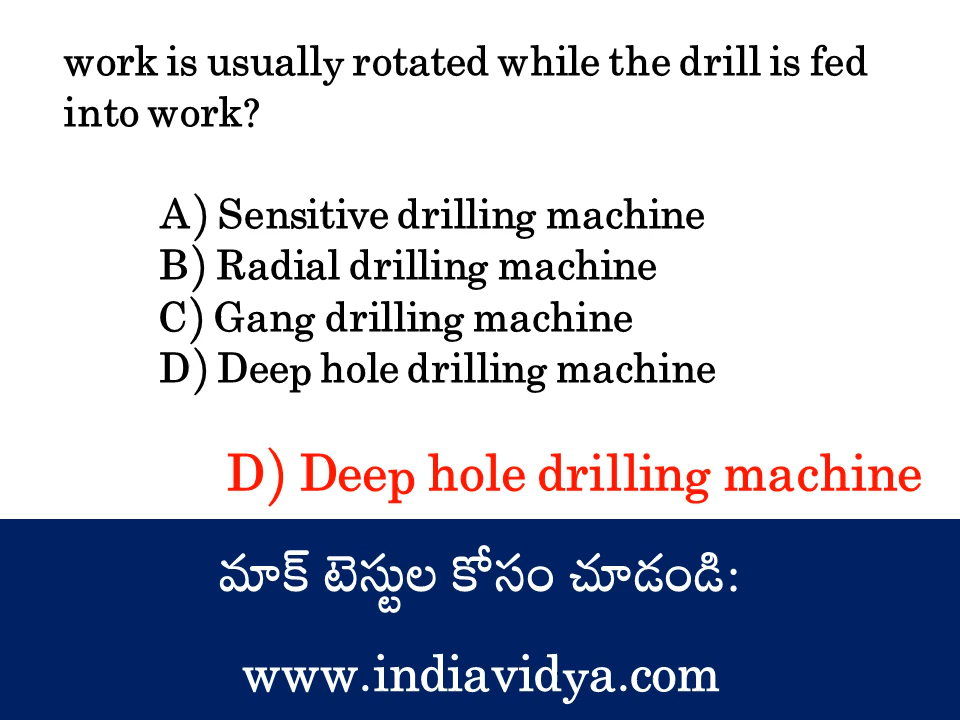 work is usually rotated while the drill is fed
into work?
A) Sensitive drilling machine
B) Radial drilling machine
C) Gang drilling machine
D) Deep hole drilling machine
D) Deep hole drilling machine
మాక్ టెస్టుల కోసం చూడండి:
www.indiavidya.com